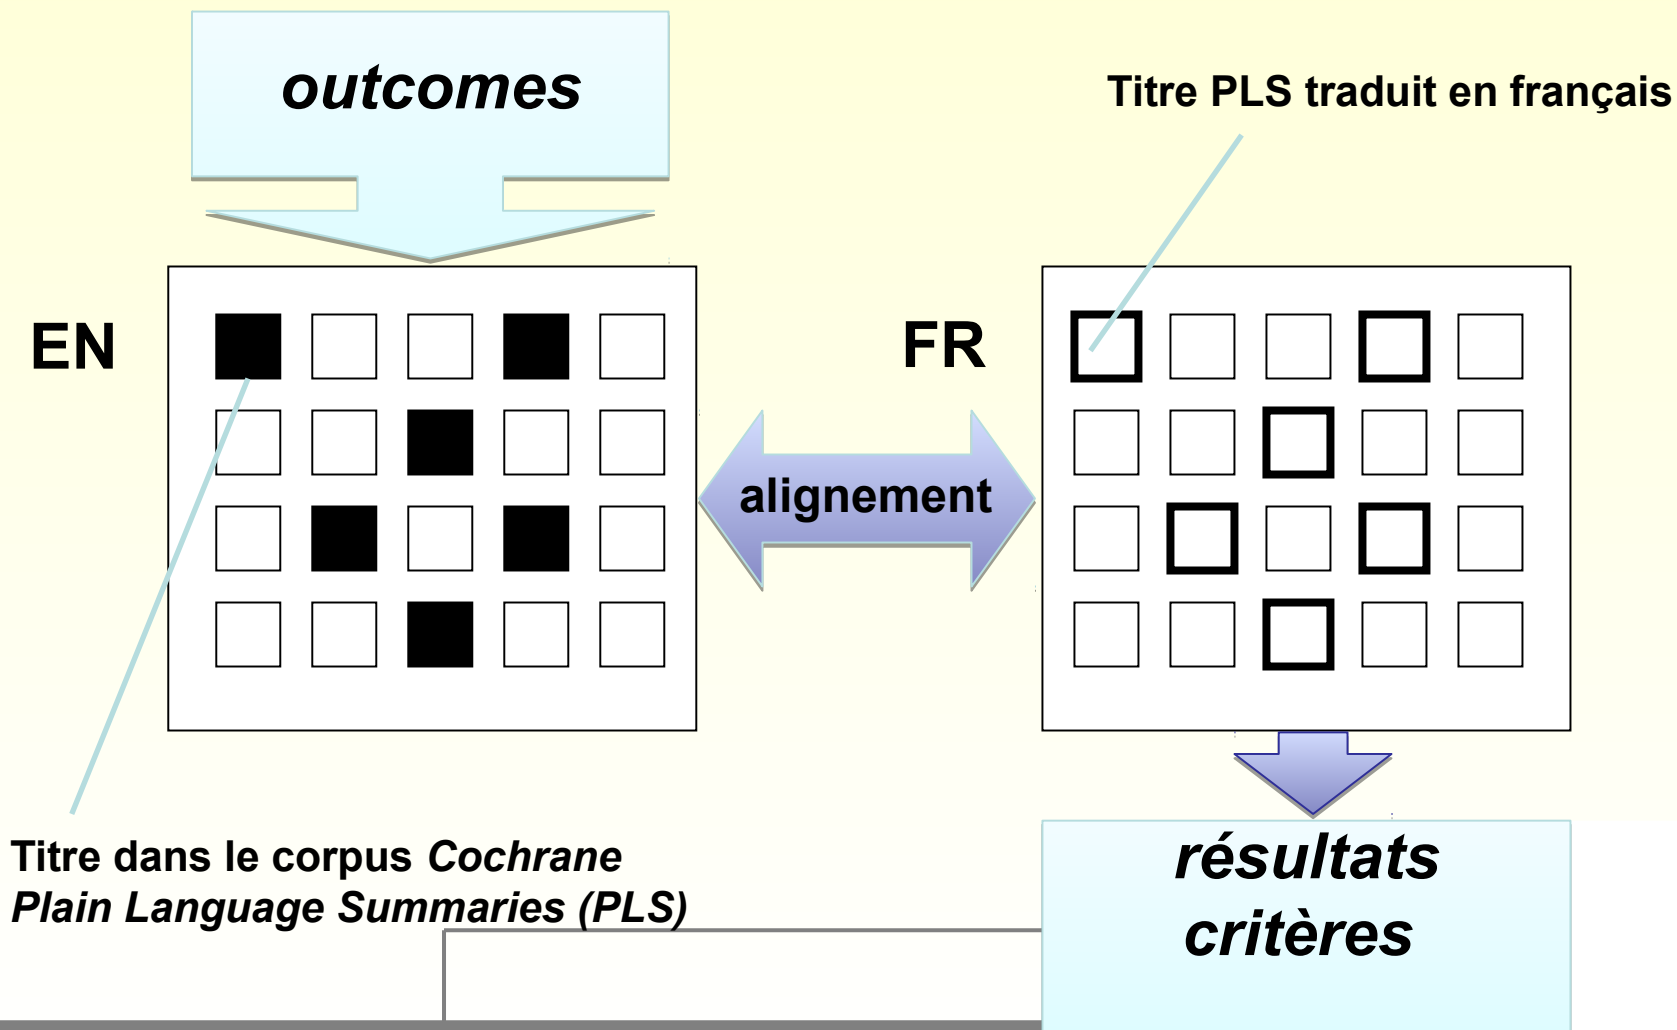 outcomes
Titre PLS traduit en français
EN
FR
alignement
Titre dans le corpus Cochrane
Plain Language Summaries (PLS)
résultats
critères